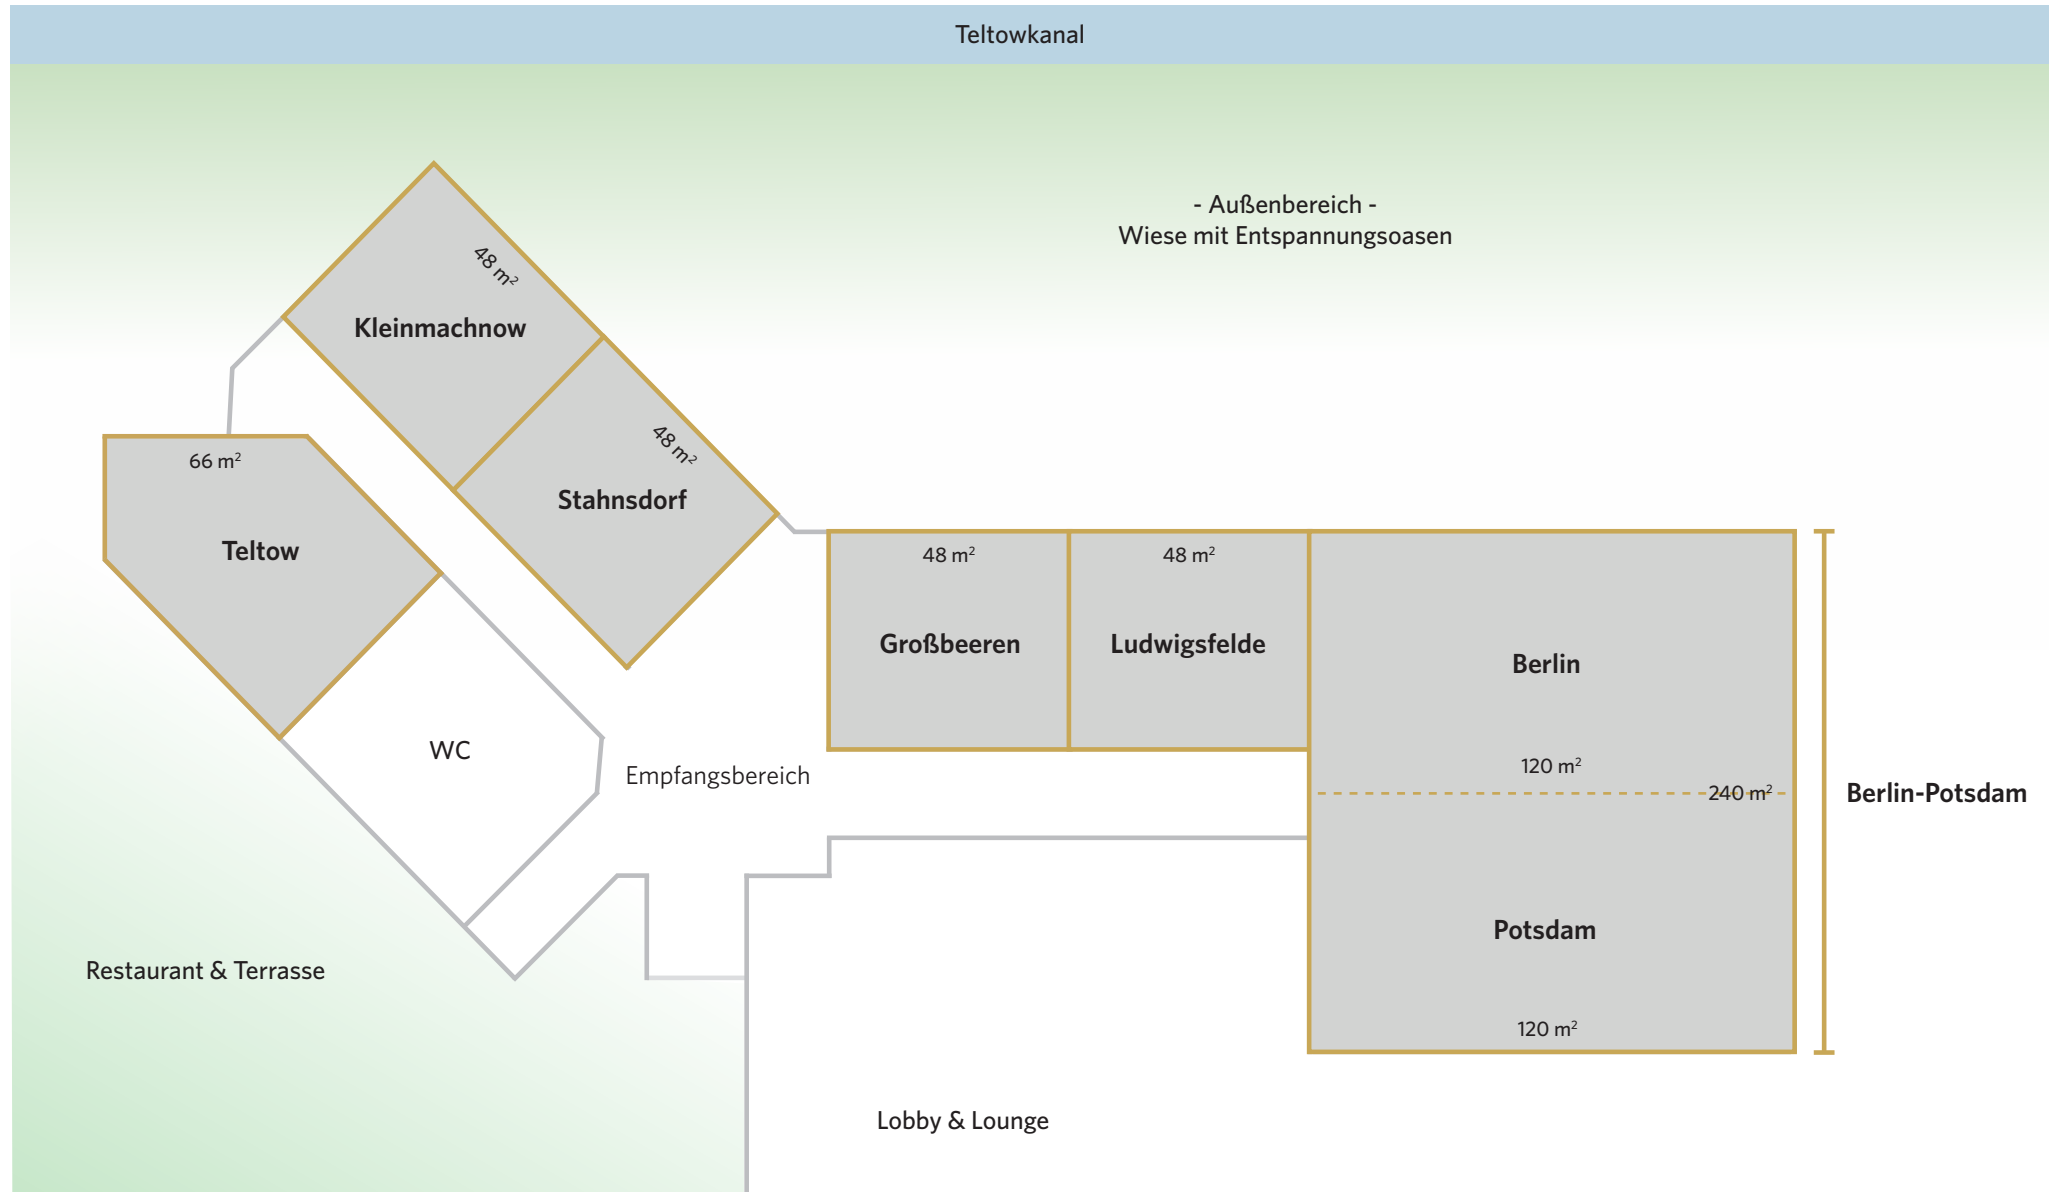 Teltowkanal
- Außenbereich -
Wiese mit Entspannungsoasen
48 m²
Kleinmachnow
48 m²
Stahnsdorf
66 m²
Teltow
48 m²
Großbeeren
48 m²
Ludwigsfelde
Berlin
120 m²
240 m²
Berlin-Potsdam
WC
Empfangsbereich
Potsdam
120 m²
Restaurant & Terrasse
Lobby & Lounge